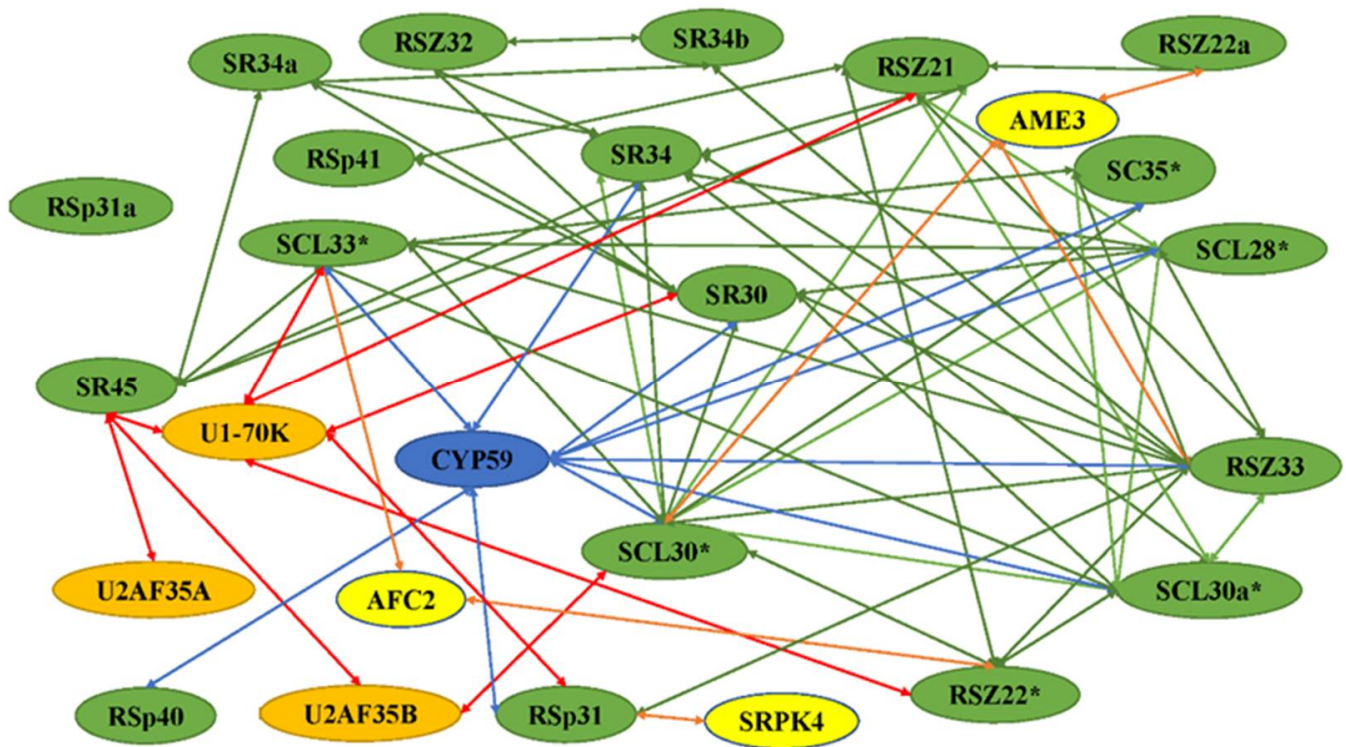 RSZ32
SR34b
RSZ22a
SR34a
RSZ21
AME3
RSp41
SR34
SC35*
RSp31a
SCL33*
SCL28*
SR30
SR45
U1-70K
CYP59
RSZ33
SCL30*
U2AF35A
AFC2
SCL30a*
RSZ22*
RSp40
U2AF35B
RSp31
SRPK4